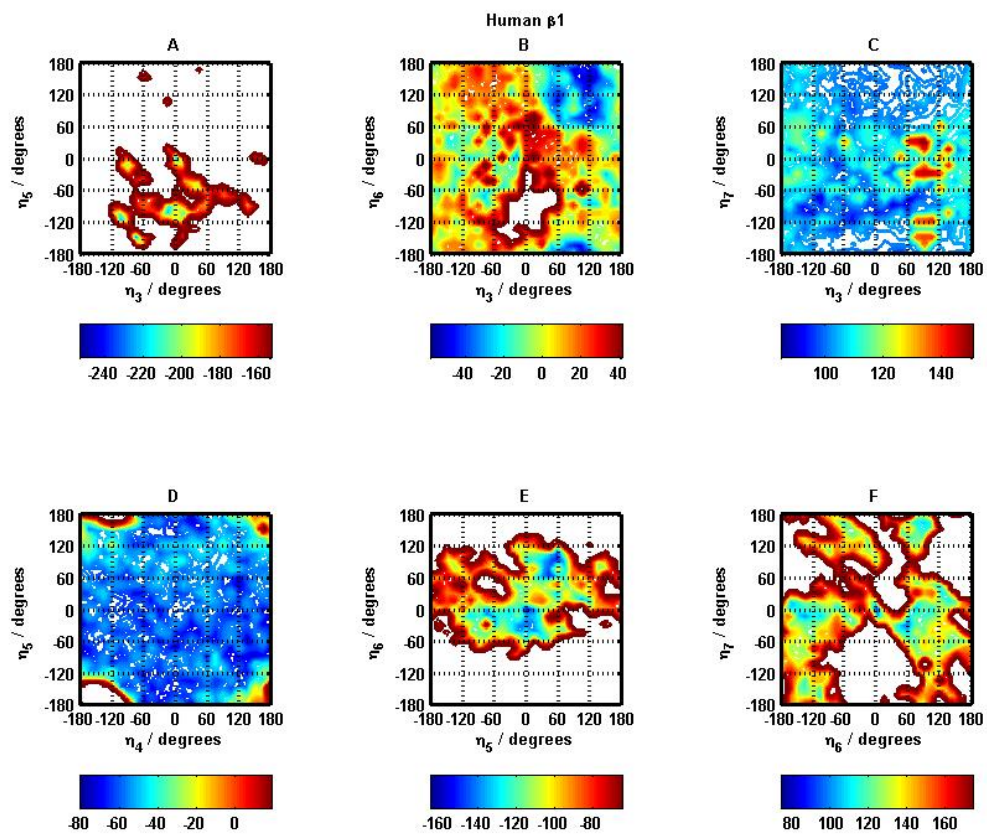 Human β1
A
B
C
180
120
60
0
-60
-120
-180
η5 / degrees
-180 -120 -60 0 60 120 180
η3 / degrees
180
120
60
0
-60
-120
-180
η6 / degrees
-180 -120 -60 0 60 120 180
η3 / degrees
180
120
60
0
-60
-120
-180
η7 / degrees
-180 -120 -60 0 60 120 180
η3 / degrees
-240 -220 -200 -180 -160
-40 -20 0 20 40
100 120 140
D
E
F
180
120
60
0
-60
-120
-180
η5 / degrees
-180 -120 -60 0 60 120 180
η4 / degrees
180
120
60
0
-60
-120
-180
η6 / degrees
-180 -120 -60 0 60 120 180
η5 / degrees
180
120
60
0
-60
-120
-180
η7 / degrees
-180 -120 -60 0 60 120 180
η6 / degrees
-80 -60 -40 -20 0
-160 -140 -120 -100 -80
80 100 120 140 160